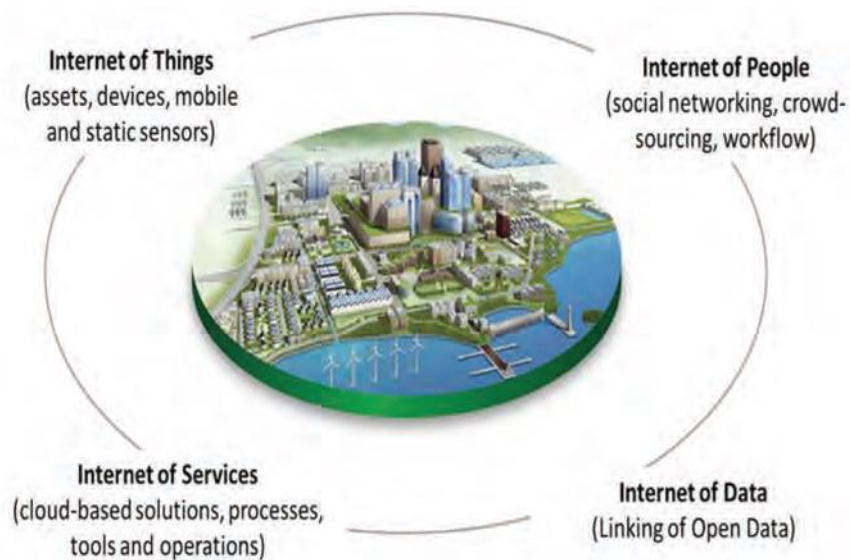 Internet of Things
(assets, devices, mobile
and static sensors)
Internet of People
(social networking, crowd-
sourcing, workflow)
Internet of Services
(cloud-based solutions, processes,
tools and operations)
Internet of Data
(Linking of Open Data)